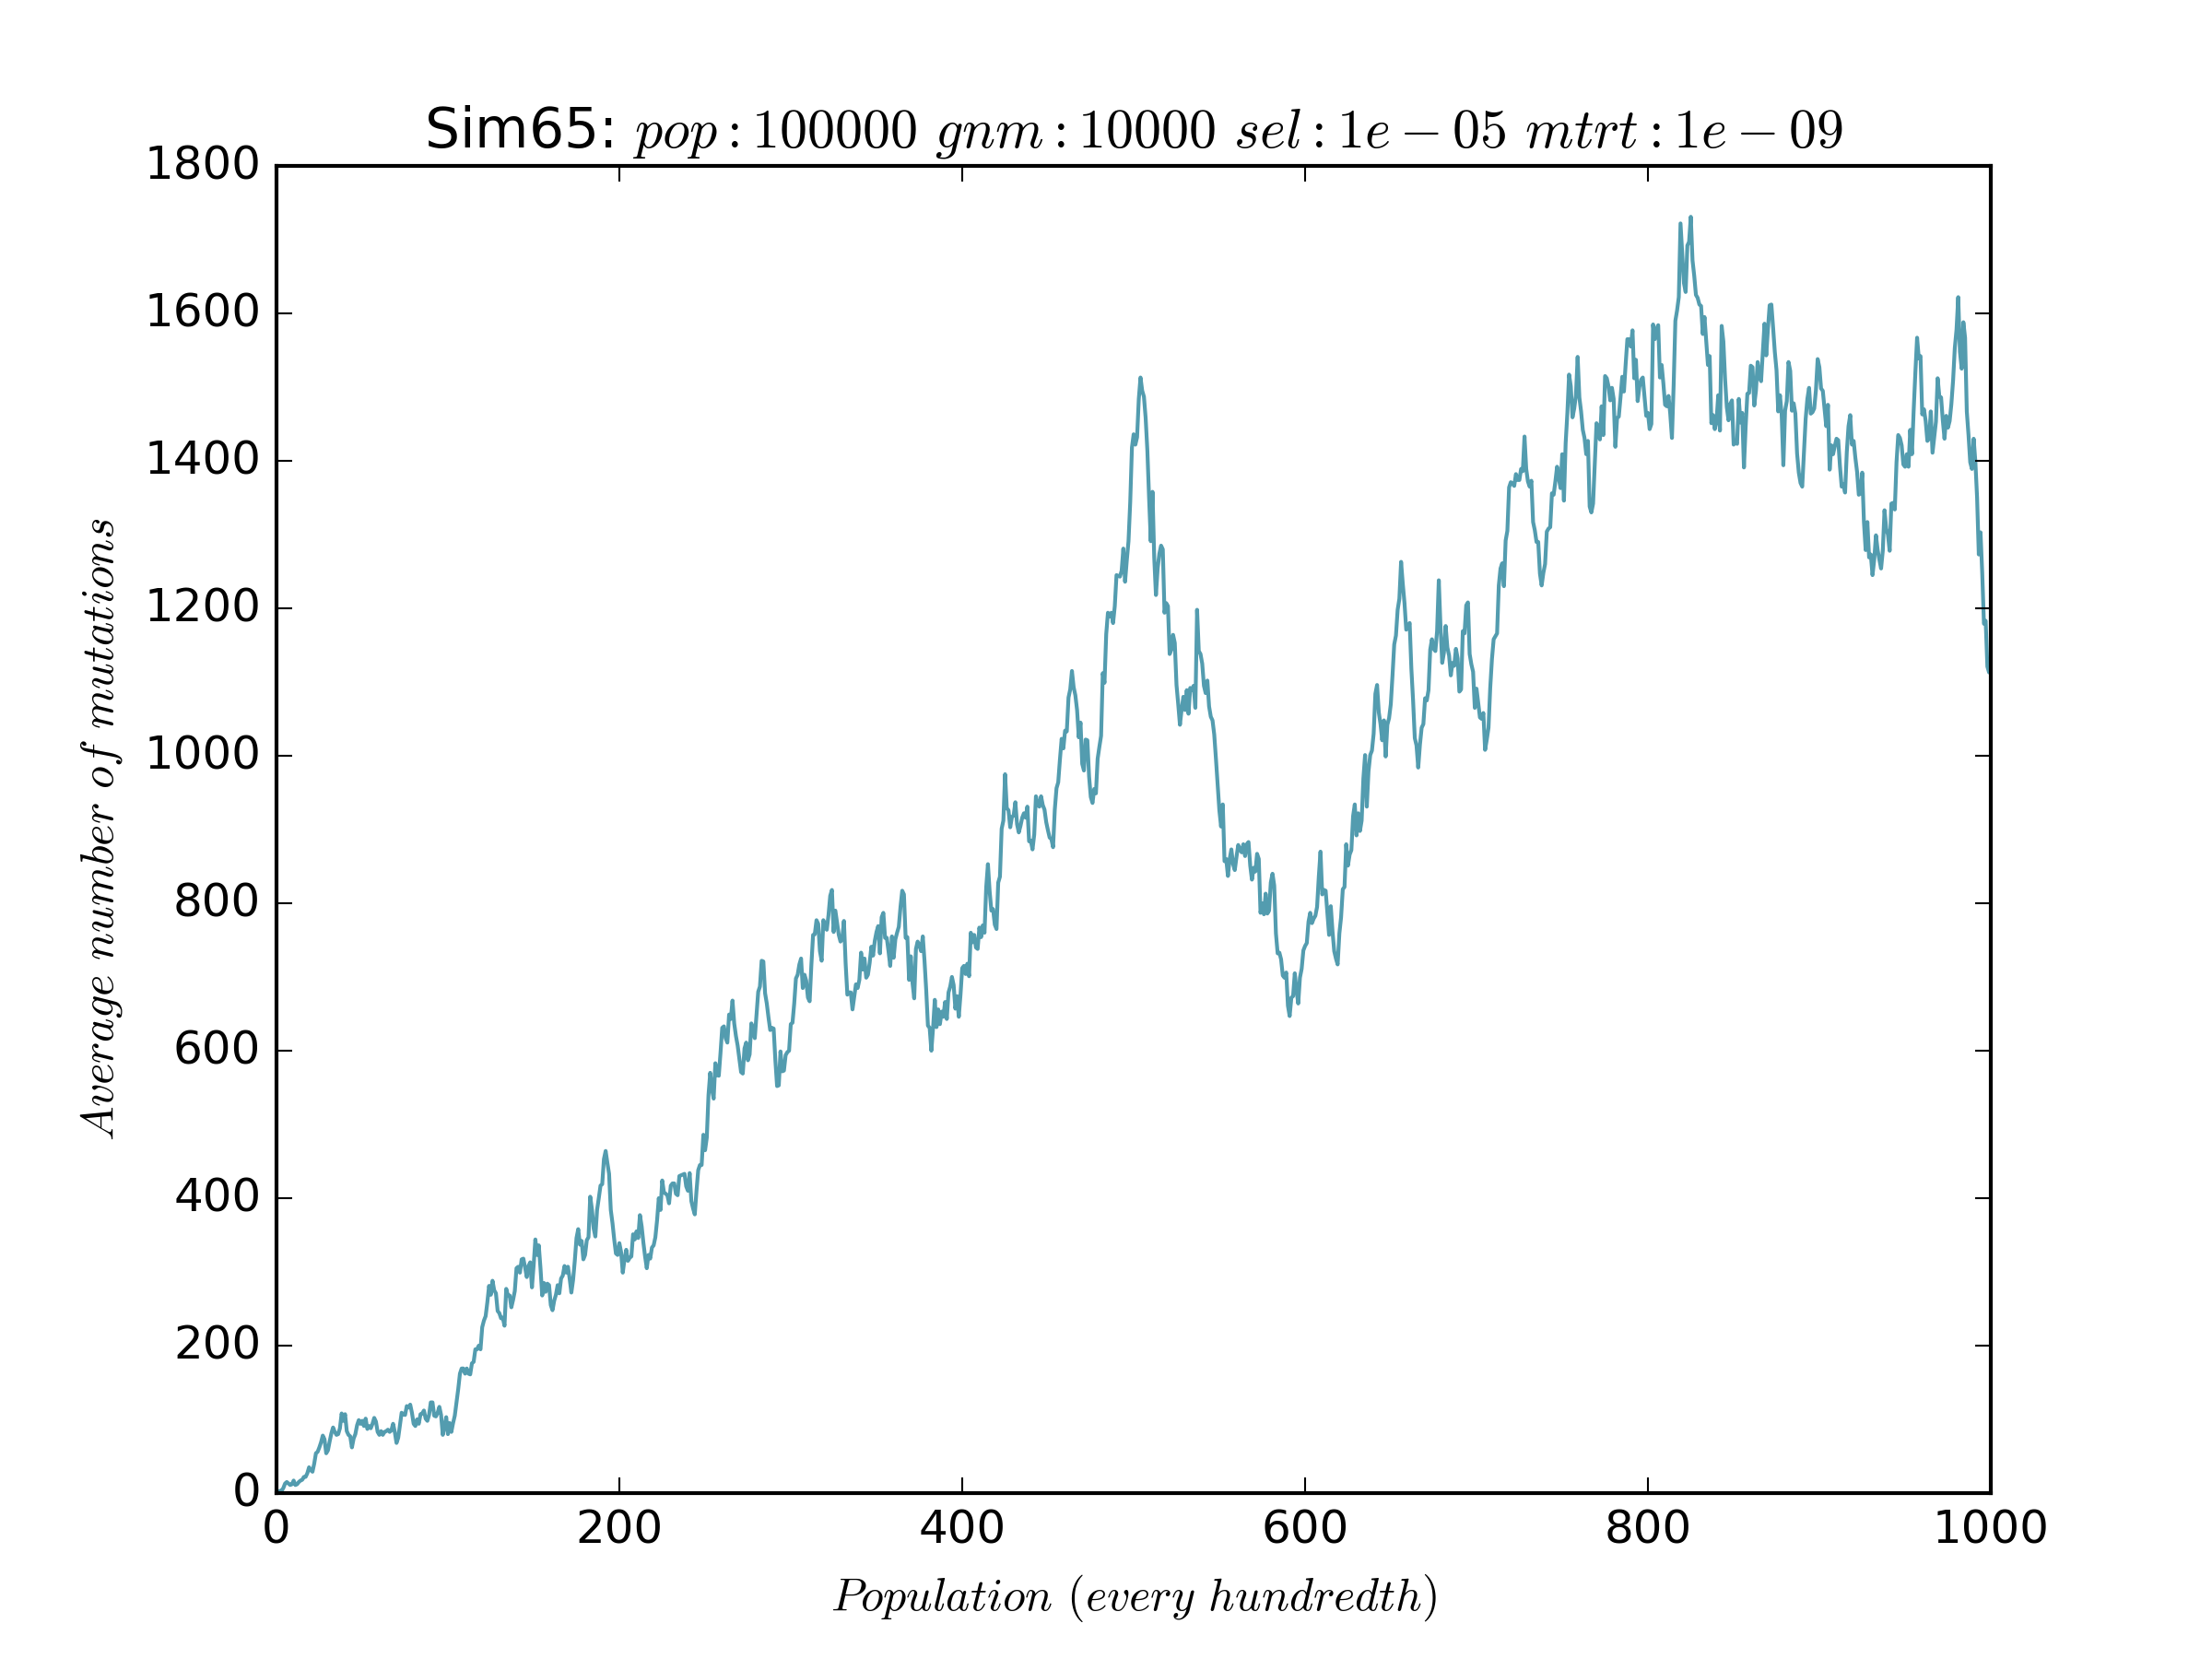 Sim65: pop : 100000 gnm : 10000 sel : 1e − 05 mtrt : 1e − 09
1800
1600
1400
1200
1000
800
600
400
200
0
Average number of mutations
0 200 400 600 800 1000
Population (every hundredth)